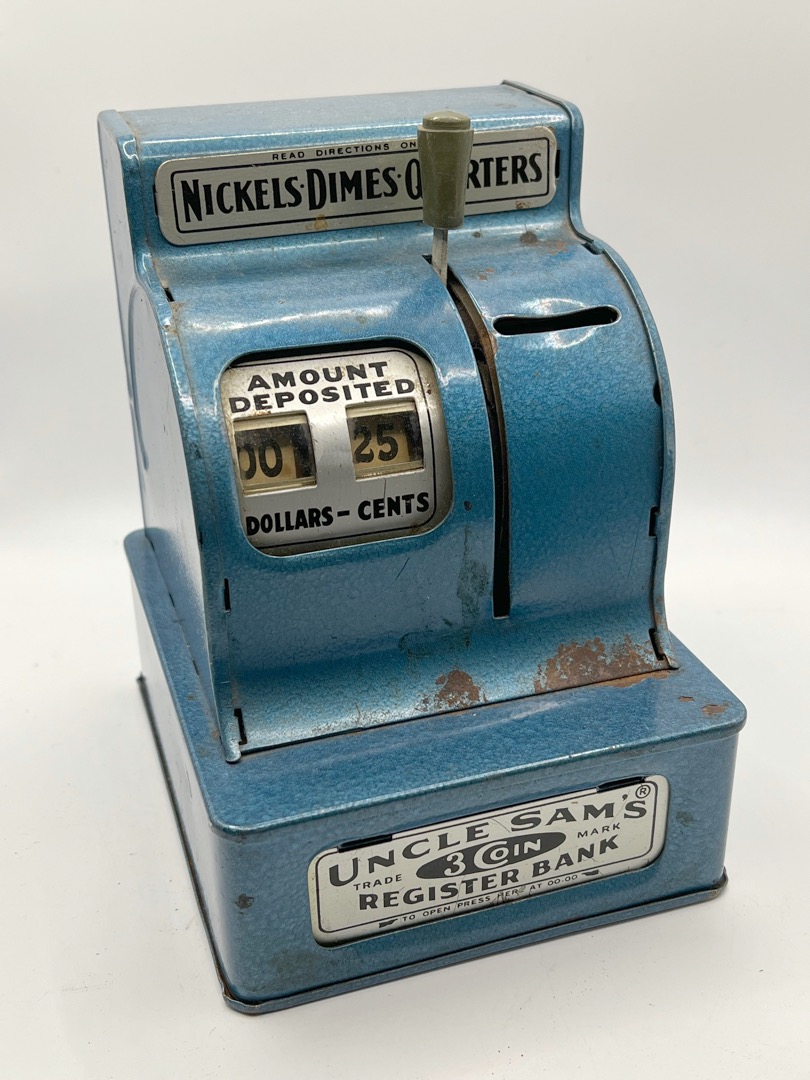 READ DIRECTIONS ON
NICKELS·DIMES·Q RTERS
AMOUNT
DEPOSITED
00 25
DOLLARS - CENTS
UNCLE SAM'S®
TRADE 3 COIN MARK
REGISTER BANK
TO OPEN PRESS HERE AT 00.00